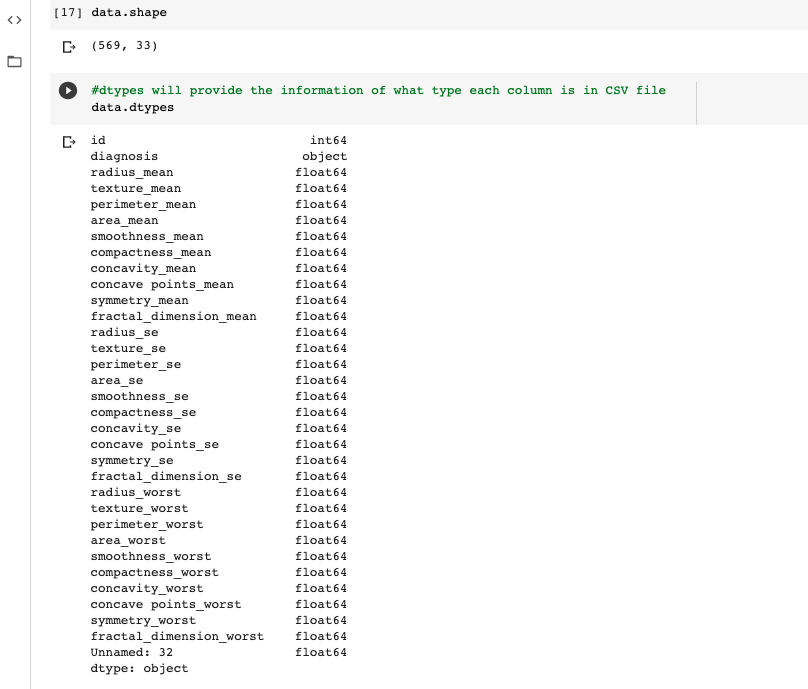 [17] data.shape
(569, 33)
#dtypes will provide the information of what type each column is in CSV file
data.dtypes
id int64
diagnosis object
radius_mean float64
texture_mean float64
perimeter_mean float64
area_mean float64
smoothness_mean float64
compactness_mean float64
concavity_mean float64
concave points_mean float64
symmetry_mean float64
fractal_dimension_mean float64
radius_se float64
texture_se float64
perimeter_se float64
area_se float64
smoothness_se float64
compactness_se float64
concavity_se float64
concave points_se float64
symmetry_se float64
fractal_dimension_se float64
radius_worst float64
texture_worst float64
perimeter_worst float64
area_worst float64
smoothness_worst float64
compactness_worst float64
concavity_worst float64
concave points_worst float64
symmetry_worst float64
fractal_dimension_worst float64
Unnamed: 32 float64
dtype: object